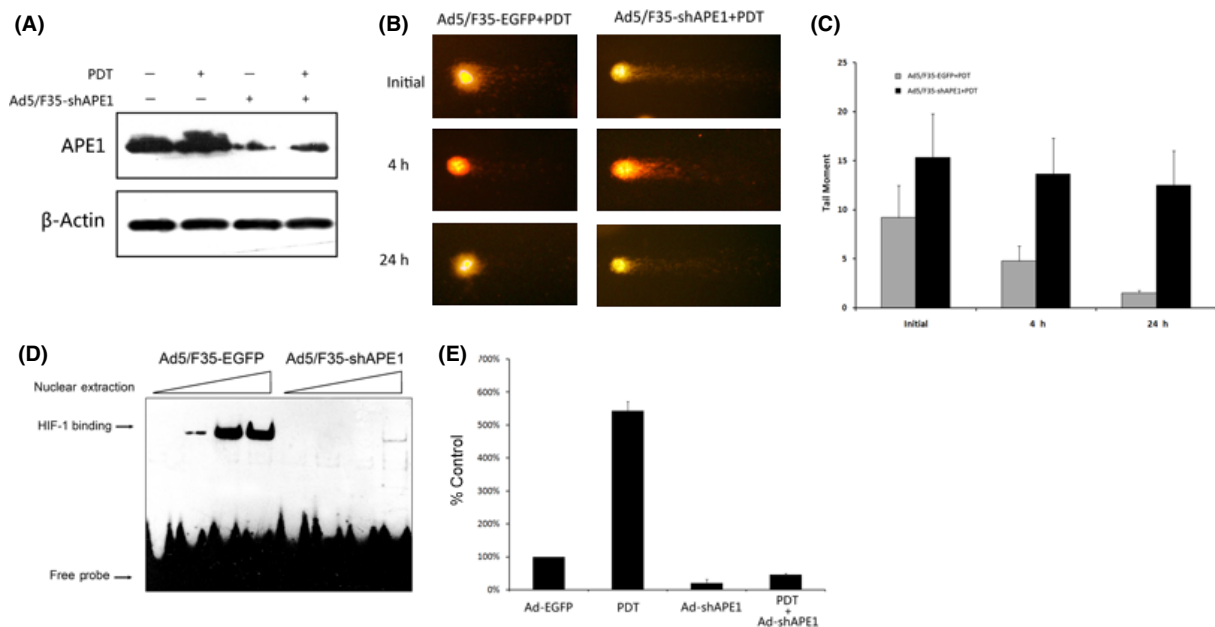 (A)
PDT – + – +
Ad5/F35-shAPE1 – – + +
APE1
β-Actin
(B)
Ad5/F35-EGFP+PDT Ad5/F35-shAPE1+PDT
Initial
4 h
24 h
(C)
Ad5/F35-EGFP+PDT
Ad5/F35-shAPE1+PDT
Tail Moment
25
20
15
10
5
0
Initial 4 h 24 h
(D)
Ad5/F35-EGFP Ad5/F35-shAPE1
Nuclear extraction
HIF-1 binding
Free probe
(E)
% Control
700%
600%
500%
400%
300%
200%
100%
0%
Ad-EGFP PDT Ad-shAPE1 PDT
+
Ad-shAPE1